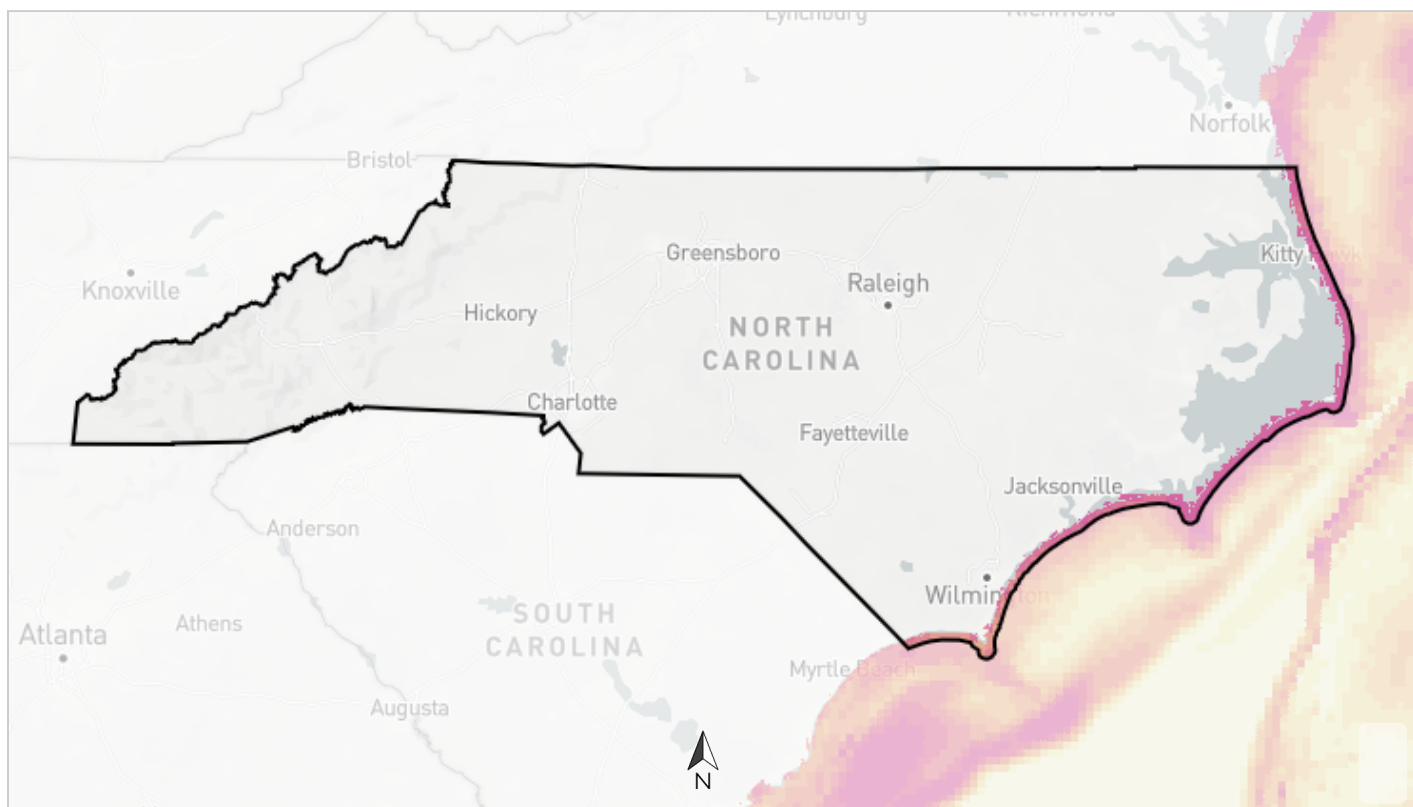 Lynchburg
Richmond
Norfolk
Bristol
Greensboro
Kitty Hawk
Knoxville
Raleigh
Hickory
NORTH
CAROLINA
Charlotte
Fayetteville
Jacksonville
Anderson
Wilmington
SOUTH
CAROLINA
Athens
Atlanta
Myrtle Beach
Augusta
N